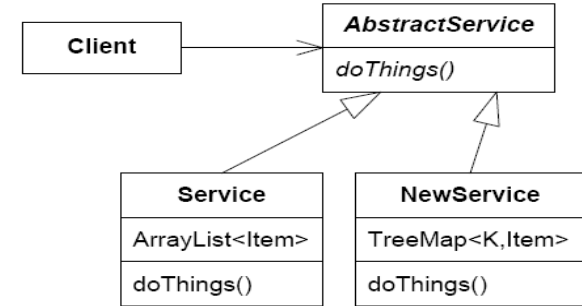 Client
AbstractService
doThings()
Service
ArrayList<Item>
doThings()
NewService
TreeMap<K,Item>
doThings()